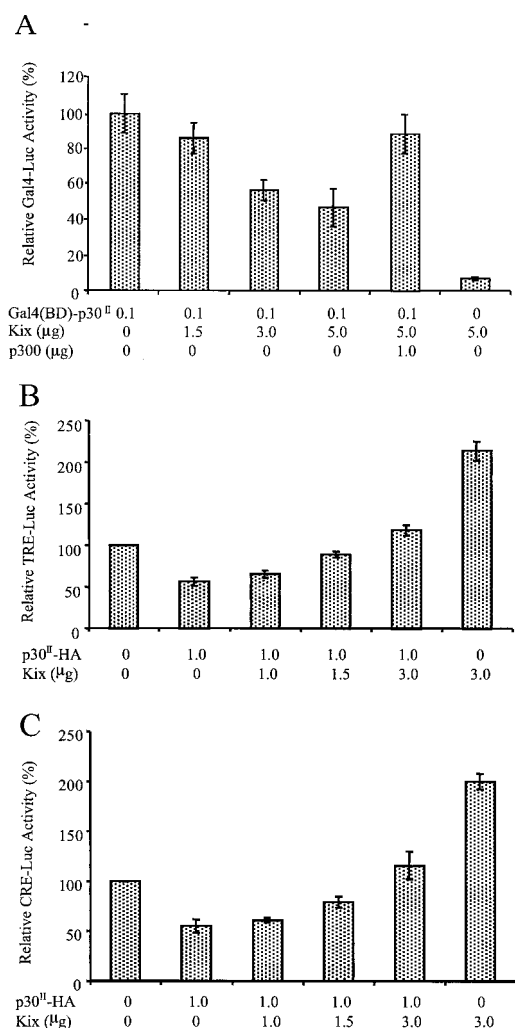 A
Relative Gal4-Luc Activity (%)
120
100
80
60
40
20
0
Gal4(BD)-p30ᴵᴵ 0.1 0.1 0.1 0.1 0.1 0
Kix (µg) 0 1.5 3.0 5.0 5.0 5.0
p300 (µg) 0 0 0 0 1.0 0
B
Relative TRE-Luc Activity (%)
250
200
150
100
50
0
p30ᴵᴵ-HA 0 1.0 1.0 1.0 1.0 0
Kix (µg) 0 0 1.0 1.5 3.0 3.0
C
Relative CRE-Luc Activity (%)
250
200
150
100
50
0
p30ᴵᴵ-HA 0 1.0 1.0 1.0 1.0 0
Kix (µg) 0 0 1.0 1.5 3.0 3.0